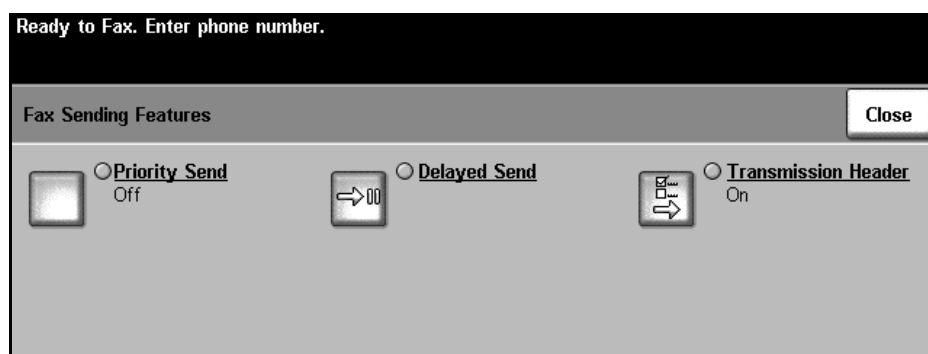 Ready to Fax. Enter phone number.
Fax Sending Features
Close
Priority Send
Off
Delayed Send
Transmission Header
On